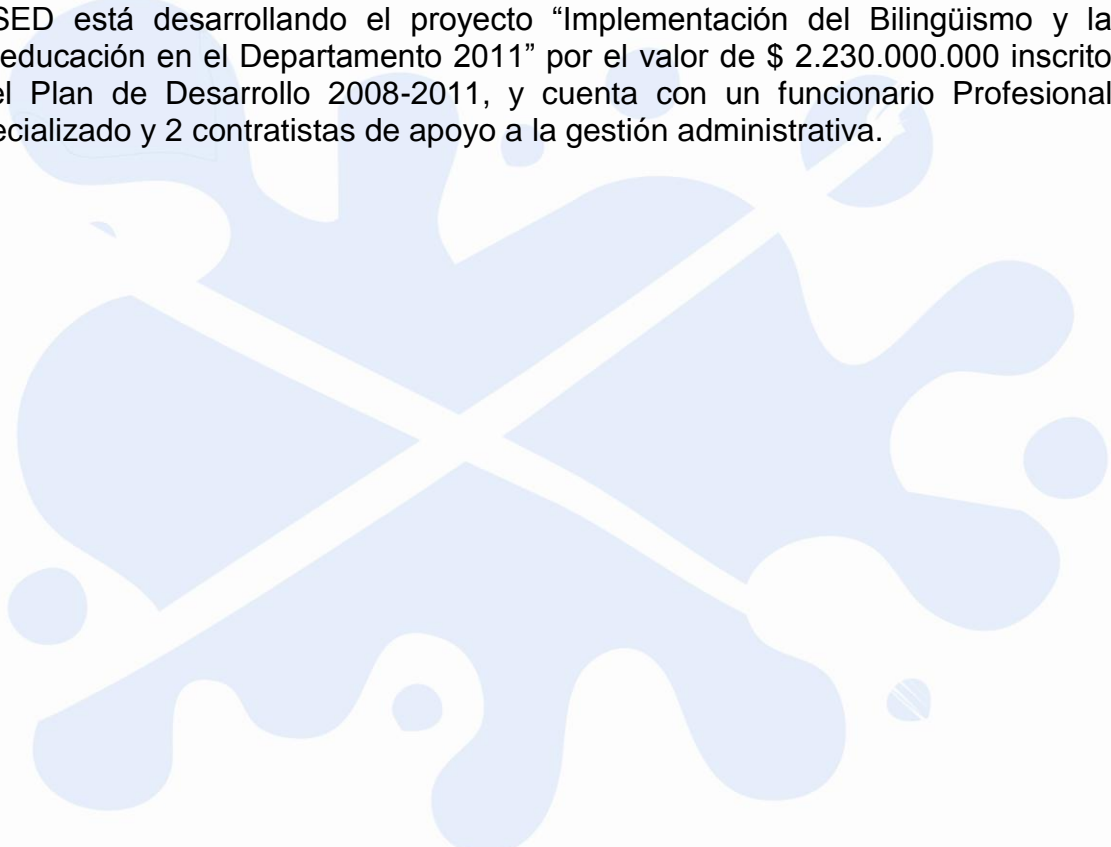 SED está desarrollando el proyecto “Implementación del Bilingüismo y la
educación en el Departamento 2011” por el valor de $ 2.230.000.000 inscrito
el Plan de Desarrollo 2008-2011, y cuenta con un funcionario Profesional
ecializado y 2 contratistas de apoyo a la gestión administrativa.